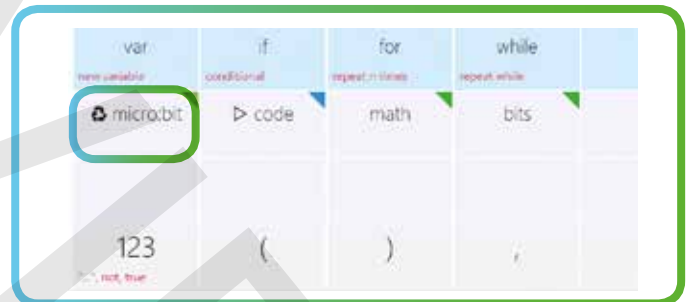 var if for while
new variable conditional repeat n times repeat while
♻ micro:bit ▷ code math bits
123 ( ) ,
"...", not, true